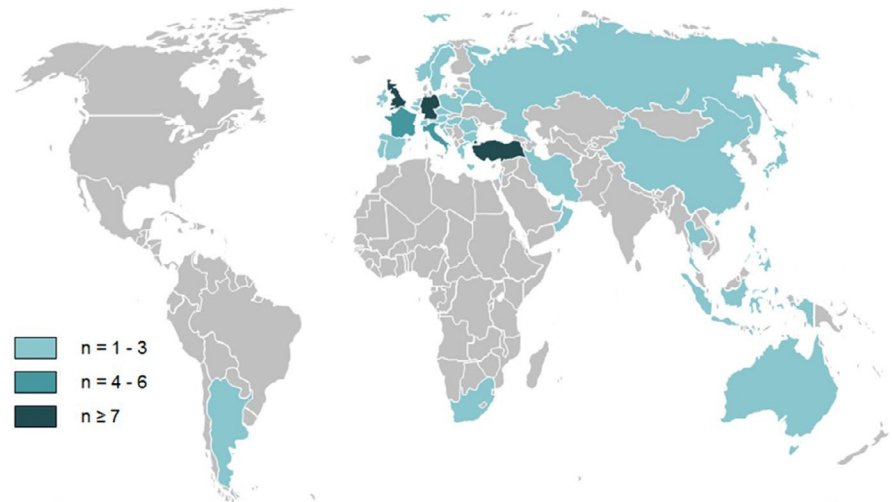 n = 1 - 3
n = 4 - 6
n ≥ 7